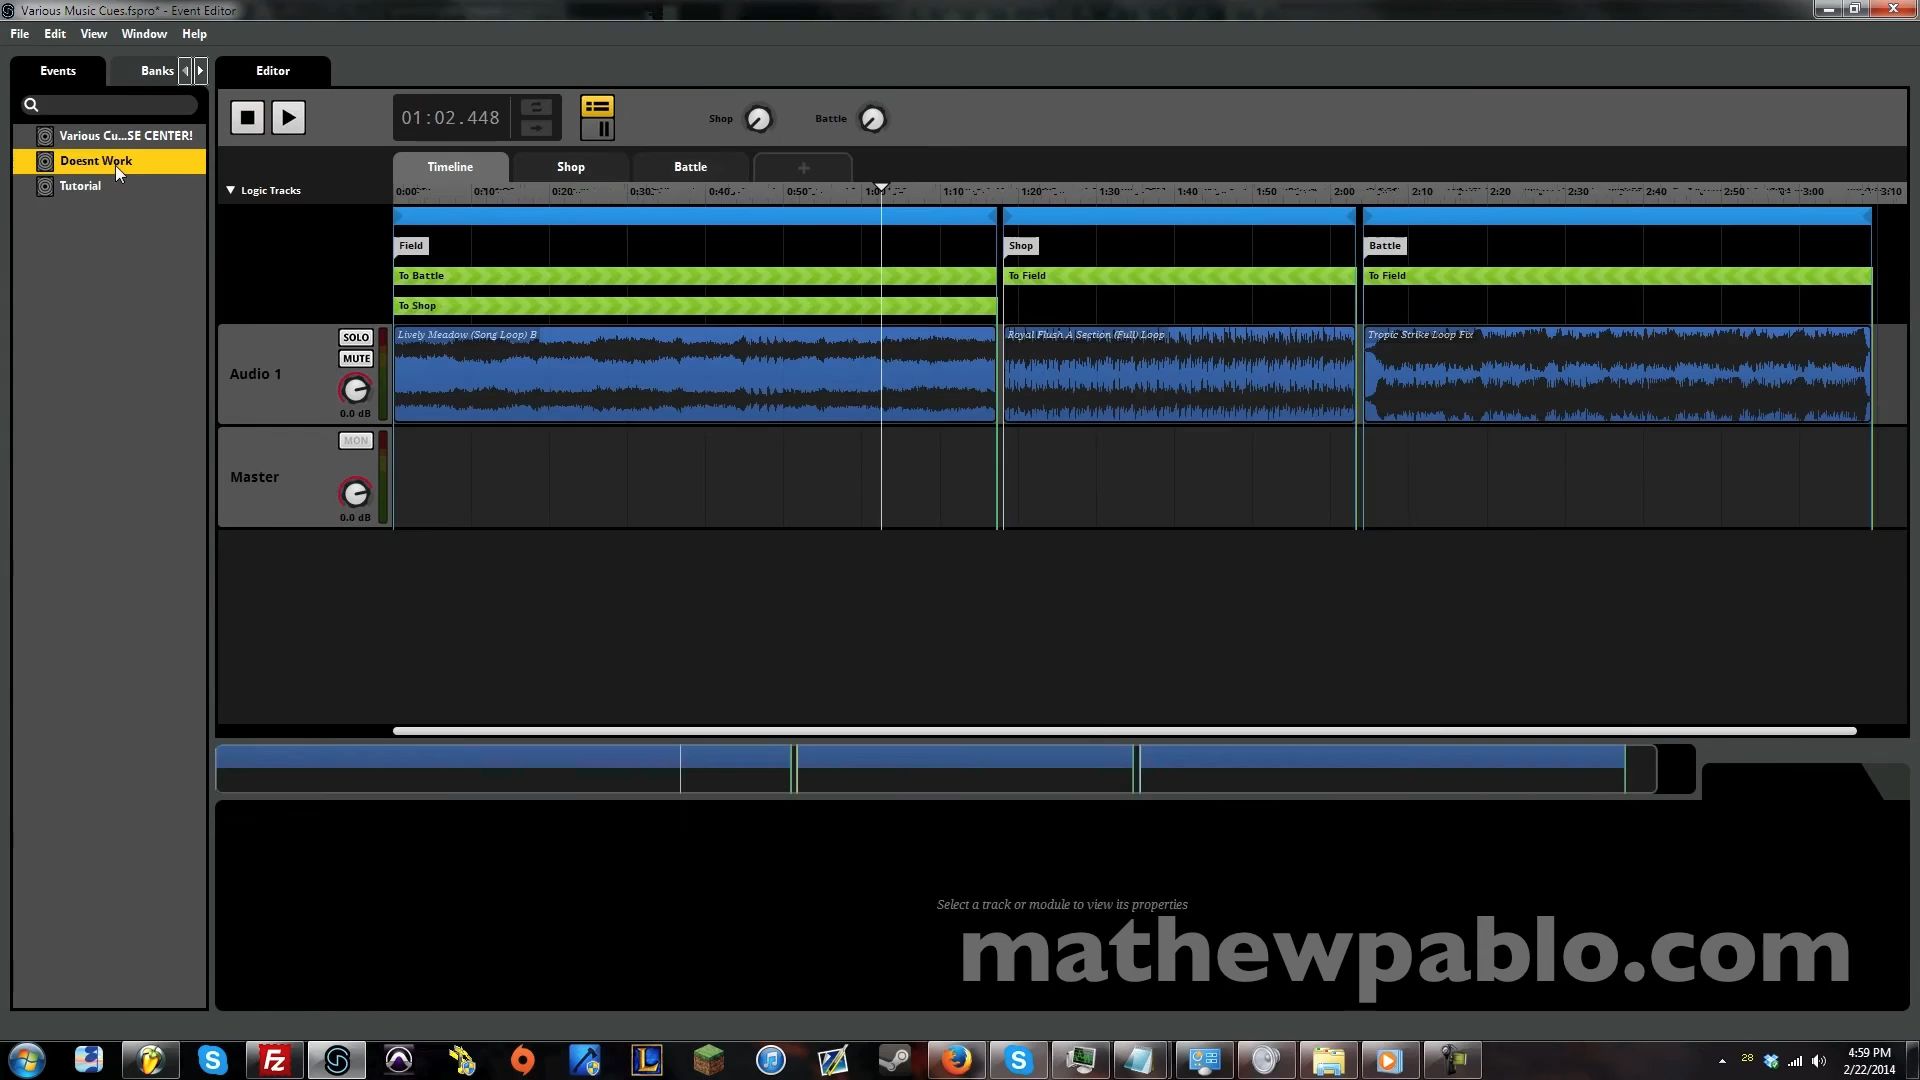 Various Music Cues.fspro* - Event Editor
File Edit View Window Help
Events Banks Editor
01:02.448 Shop Battle
Various Cu...SE CENTER!
Doesnt Work
Tutorial
Timeline Shop Battle +
Logic Tracks
0:00 0:10 0:20 0:30 0:40 0:50 1:00 1:10 1:20 1:30 1:40 1:50 2:00 2:10 2:20 2:30 2:40 2:50 3:00 3:10
Field Shop Battle
To Battle To Field To Field
To Shop
Lively Meadow (Song Loop) B Royal Flush A Section (Full) Loop Tropic Strike Loop Fix
SOLO
MUTE
Audio 1
0.0 dB
MON
Master
0.0 dB
Select a track or module to view its properties
mathewpablo.com
28
4:59 PM
2/22/2014